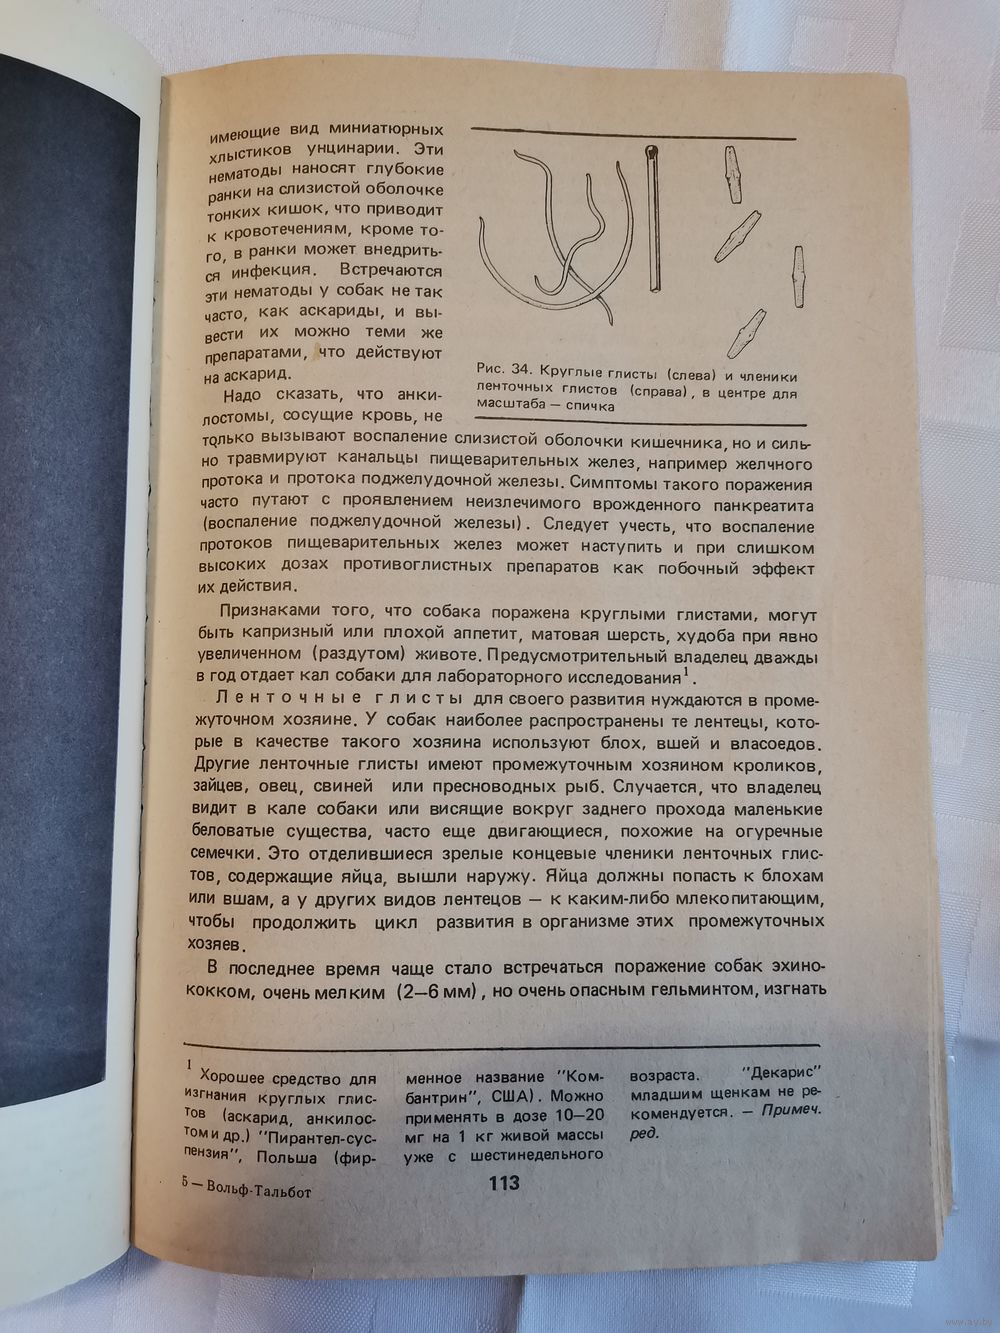 имеющие вид миниатюрных
хлыстиков унцинарии. Эти
нематоды наносят глубокие
ранки на слизистой оболочке
тонких кишок, что приводит
к кровотечениям, кроме то-
го, в ранки может внедрить-
ся инфекция. Встречаются
эти нематоды у собак не так
часто, как аскариды, и вы-
вести их можно теми же
препаратами, что действуют
на аскарид.
Надо сказать, что анки-
лостомы, сосущие кровь, не
Рис. 34. Круглые глисты (слева) и членики
ленточных глистов (справа), в центре для
масштаба — спичка
только вызывают воспаление слизистой оболочки кишечника, но и силь-
но травмируют канальцы пищеварительных желез, например желчного
протока и протока поджелудочной железы. Симптомы такого поражения
часто путают с проявлением неизлечимого врожденного панкреатита
(воспаление поджелудочной железы). Следует учесть, что воспаление
протоков пищеварительных желез может наступить и при слишком
высоких дозах противоглистных препаратов как побочный эффект
их действия.
Признаками того, что собака поражена круглыми глистами, могут
быть капризный или плохой аппетит, матовая шерсть, худоба при явно
увеличенном (раздутом) животе. Предусмотрительный владелец дважды
в год отдает кал собаки для лабораторного исследования¹.
Ленточные глисты для своего развития нуждаются в проме-
жуточном хозяине. У собак наиболее распространены те лентецы, кото-
рые в качестве такого хозяина используют блох, вшей и власоедов.
Другие ленточные глисты имеют промежуточным хозяином кроликов,
зайцев, овец, свиней или пресноводных рыб. Случается, что владелец
видит в кале собаки или висящие вокруг заднего прохода маленькие
беловатые существа, часто еще двигающиеся, похожие на огуречные
семечки. Это отделившиеся зрелые концевые членики ленточных глис-
тов, содержащие яйца, вышли наружу. Яйца должны попасть к блохам
или вшам, а у других видов лентецов — к каким-либо млекопитающим,
чтобы продолжить цикл развития в организме этих промежуточных
хозяев.
В последнее время чаще стало встречаться поражение собак эхино-
кокком, очень мелким (2—6 мм), но очень опасным гельминтом, изгнать
¹ Хорошее средство для
изгнания круглых глис-
тов (аскарид, анкилос-
том и др.) "Пирантел-сус-
пензия", Польша (фир-
менное название "Ком-
бантрин", США). Можно
применять в дозе 10—20
мг на 1 кг живой массы
уже с шестинедельного
возраста. "Декарис"
младшим щенкам не ре-
комендуется. — Примеч.
ред.
5 — Вольф-Тальбот
113
www.ay.by